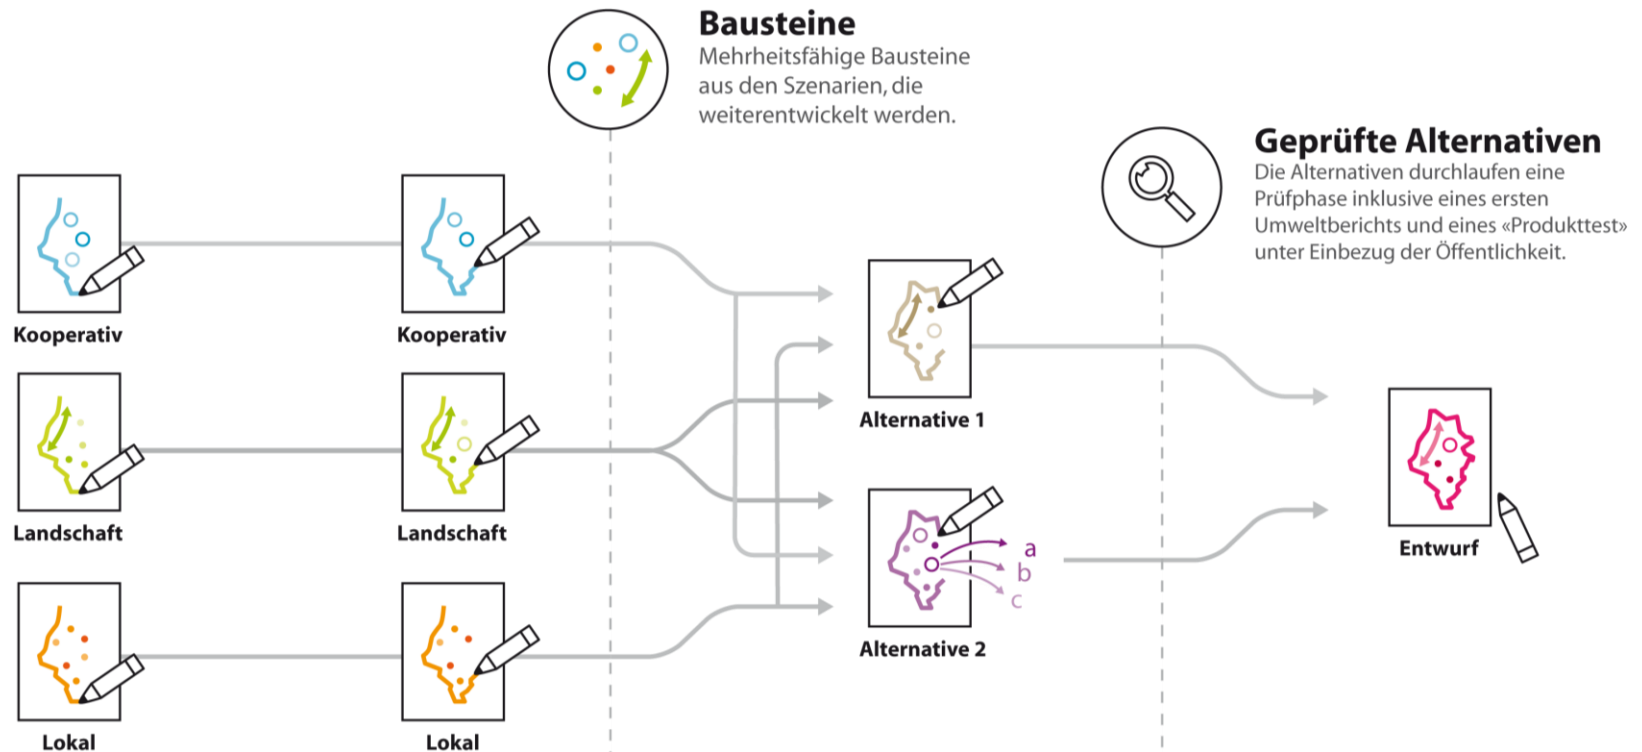 Bausteine
Mehrheitsfähige Bausteine
aus den Szenarien, die
weiterentwickelt werden.
Geprüfte Alternativen
Die Alternativen durchlaufen eine
Prüfphase inklusive eines ersten
Umweltberichts und eines «Produkttest»
unter Einbezug der Öffentlichkeit.
Kooperativ
Kooperativ
Alternative 1
Landschaft
Landschaft
a
b
c
Entwurf
Alternative 2
Lokal
Lokal